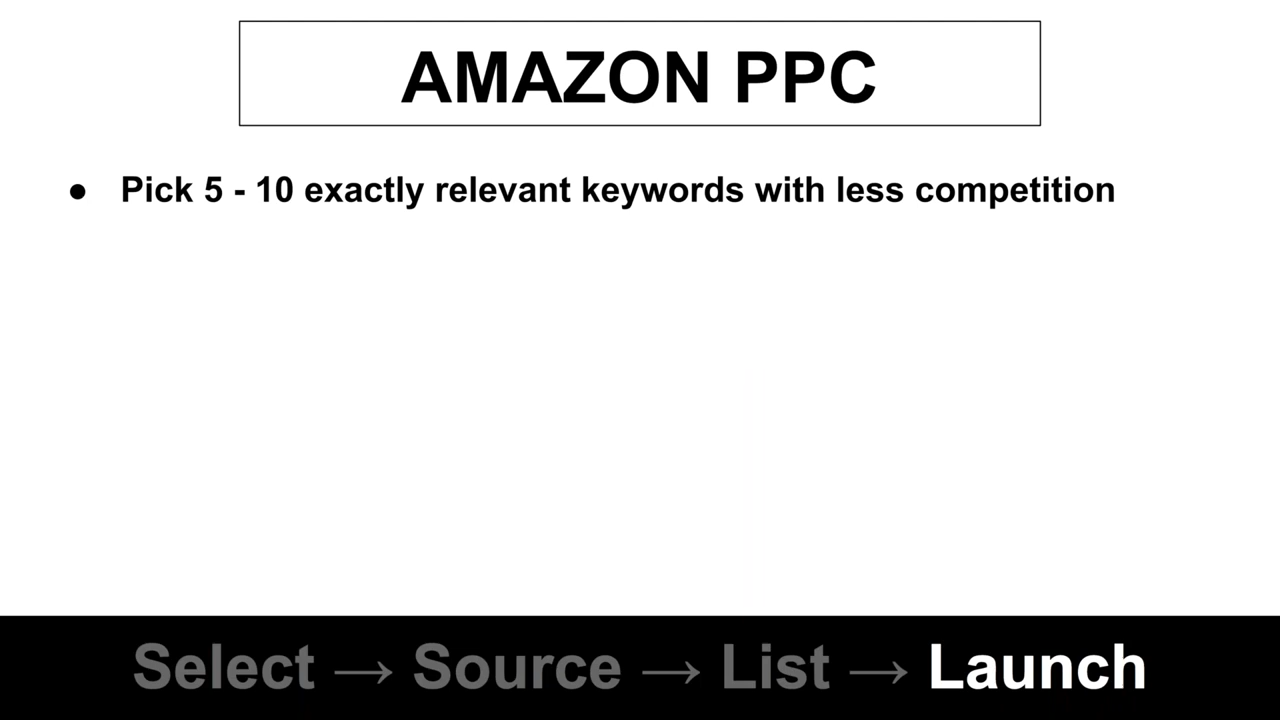 AMAZON PPC
● Pick 5 - 10 exactly relevant keywords with less competition
Select → Source → List → Launch